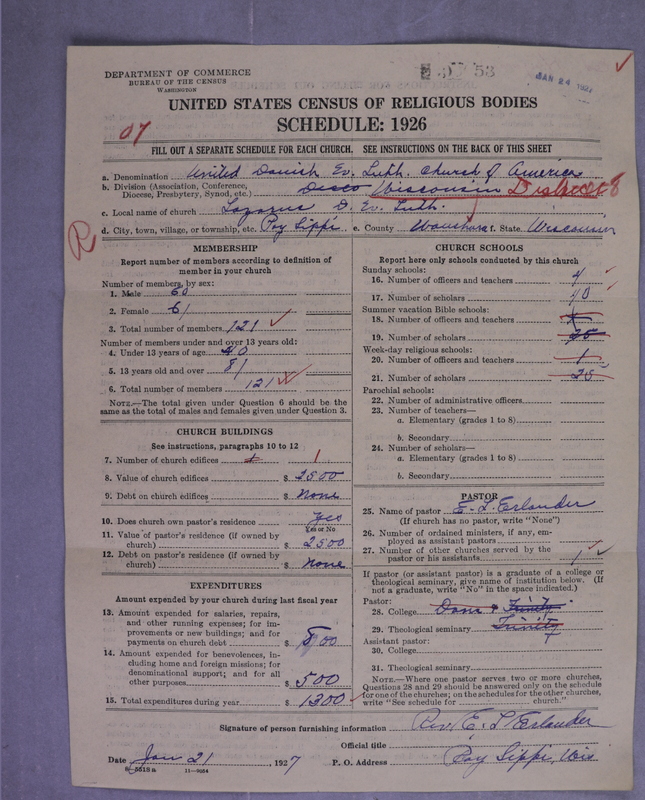 DEPARTMENT OF COMMERCE
BUREAU OF THE CENSUS
WASHINGTON
53
JAN 24 1927
UNITED STATES CENSUS OF RELIGIOUS BODIES
SCHEDULE: 1926
07
FILL OUT A SEPARATE SCHEDULE FOR EACH CHURCH. SEE INSTRUCTIONS ON THE BACK OF THIS SHEET
a. Denomination United Danish Ev. Luth. Church of America
b. Division (Association, Conference, Diocese, Presbytery, Synod, etc.) Wisconsin District
c. Local name of church Lazarus D. Ev. Luth.
d. City, town, village, or township, etc. Poy Sippi e. County Waushara f. State Wisconsin
R
MEMBERSHIP
Report number of members according to definition of
member in your church
Number of members, by sex:
1. Male 60
2. Female 61
3. Total number of members 121
Number of members under and over 13 years old:
4. Under 13 years of age 40
5. 13 years old and over 81
6. Total number of members 121
NOTE.—The total given under Question 6 should be
same as the total of males and females given under Question 3.
CHURCH BUILDINGS
See instructions, paragraphs 10 to 12
7. Number of church edifices 1
8. Value of church edifices $ 2500
9. Debt on church edifices $ none
10. Does church own pastor's residence yes
Yes or No
11. Value of pastor's residence (if owned by
church) $ 2500
12. Debt on pastor's residence (if owned by
church) $ none
EXPENDITURES
Amount expended by your church during last fiscal year
13. Amount expended for salaries, repairs,
and other running expenses; for im-
provements or new buildings; and for
payments on church debt $ 800
14. Amount expended for benevolences, in-
cluding home and foreign missions; for
denominational support; and for all
other purposes $ 500
15. Total expenditures during year $ 1300
CHURCH SCHOOLS
Report here only schools conducted by this church
Sunday schools:
16. Number of officers and teachers 4
17. Number of scholars 40
Summer vacation Bible schools:
18. Number of officers and teachers 1
19. Number of scholars 25
Week-day religious schools:
20. Number of officers and teachers 1
21. Number of scholars 25
Parochial schools:
22. Number of administrative officers
23. Number of teachers—
a. Elementary (grades 1 to 8)
b. Secondary
24. Number of scholars—
a. Elementary (grades 1 to 8)
b. Secondary
PASTOR
25. Name of pastor E. L. Erlander
(If church has no pastor, write "None")
26. Number of ordained ministers, if any, em-
ployed as assistant pastors
27. Number of other churches served by the
pastor or his assistants 1
If pastor (or assistant pastor) is a graduate of a college or
theological seminary, give name of institution below. (If
not a graduate, write "No" in the space indicated.)
Pastor:
28. College Dana & Trinity
29. Theological seminary Trinity
Assistant pastor:
30. College
31. Theological seminary
NOTE.—Where one pastor serves two or more churches,
Questions 28 and 29 should be answered only on the schedule
for one of the churches; on the schedules for the other churches,
write "See schedule for church."
Signature of person furnishing information Rev. E. L. Erlander
Official title
Date Jan 21 1927 P. O. Address Poy Sippi, Wis
8—5518a 11—9024